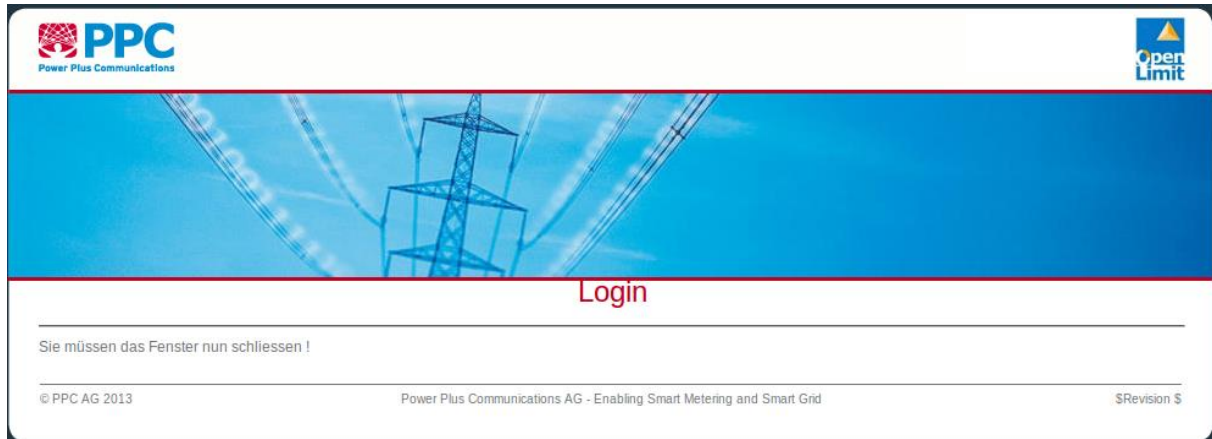 PPC
Power Plus Communications
Open
Limit
Login
Sie müssen das Fenster nun schliessen !
© PPC AG 2013
Power Plus Communications AG - Enabling Smart Metering and Smart Grid
$Revision $